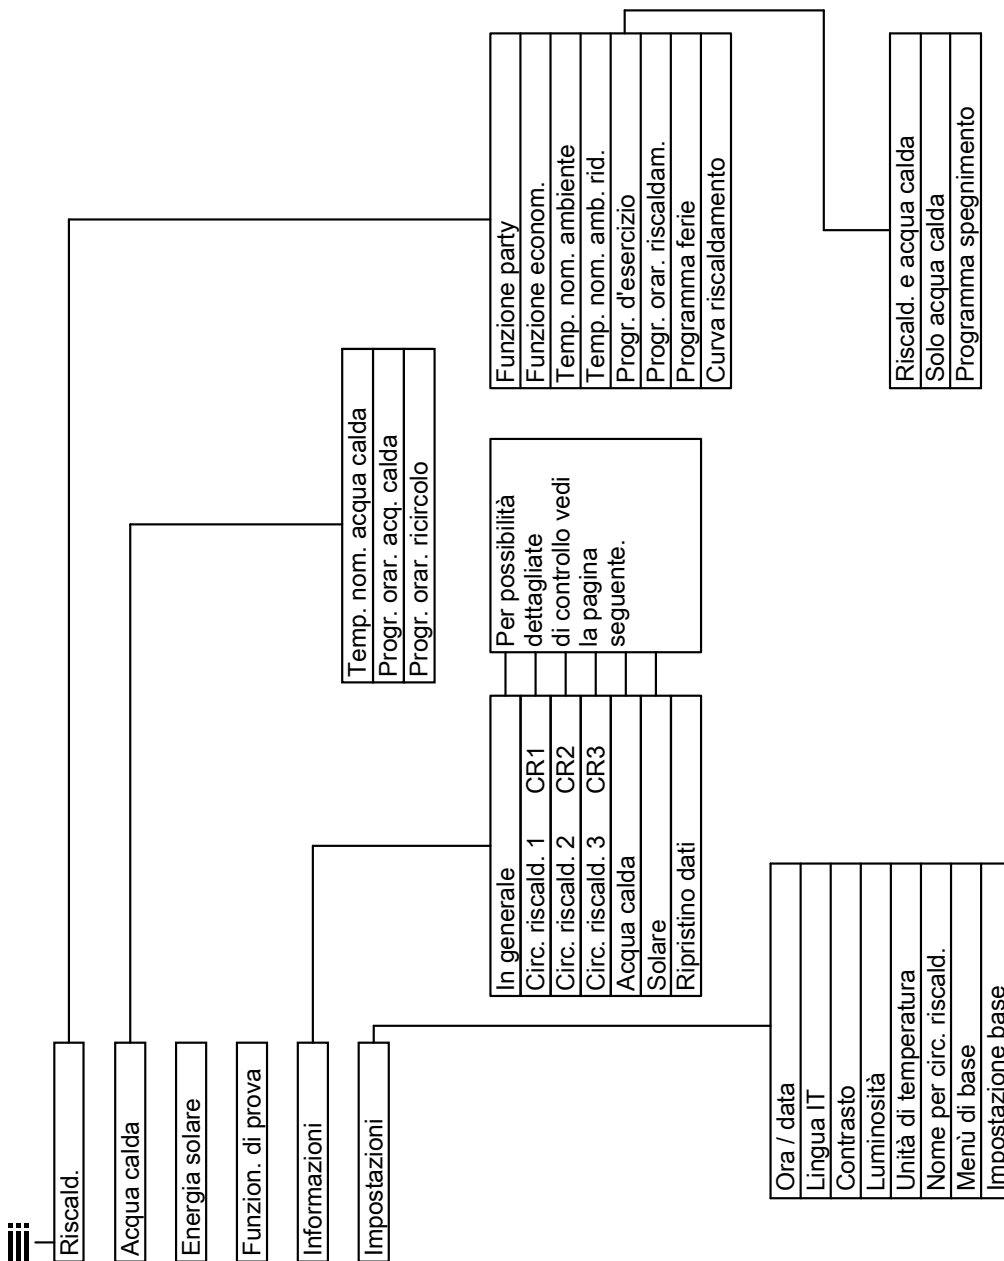 Riscald.
Acqua calda
Energia solare
Funzion. di prova
Informazioni
Impostazioni
Temp. nom. acqua calda
Progr. orar. acq. calda
Progr. orar. ricircolo
Funzione party
Funzione econom.
Temp. nom. ambiente
Temp. nom. amb. rid.
Progr. d'esercizio
Progr. orar. riscaldam.
Programma ferie
Curva riscaldamento
Riscald. e acqua calda
Solo acqua calda
Programma spegnimento
In generale
Circ. riscald. 1 CR1
Circ. riscald. 2 CR2
Circ. riscald. 3 CR3
Acqua calda
Solare
Ripristino dati
Per possibilità
dettagliate
di controllo vedi
la pagina
seguente.
Ora / data
Lingua IT
Contrasto
Luminosità
Unità di temperatura
Nome per circ. riscald.
Menù di base
Impostazione base